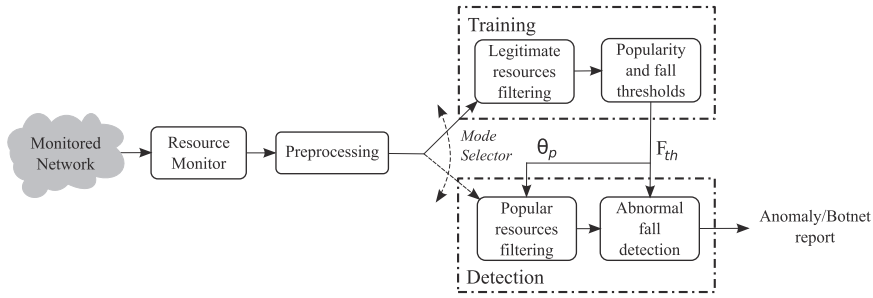 Training
Legitimate
resources
filtering
Popularity
and fall
thresholds
Monitored
Network
Resource
Monitor
Preprocessing
Mode
Selector
θp
Fth
Popular
resources
filtering
Abnormal
fall
detection
Anomaly/Botnet
report
Detection